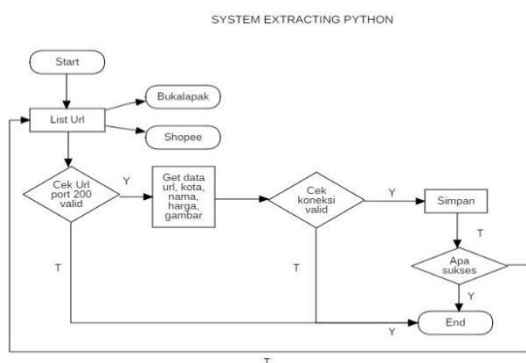 SYSTEM EXTRACTING PYTHON
Start
Bukalapak
List Url
Shopee
Cek Url
port 200
valid
Y
Get data
url, kota,
nama,
harga,
gambar
Cek
koneksi
valid
Y
Simpan
T
T
T
Apa
sukses
Y
Y
End
T